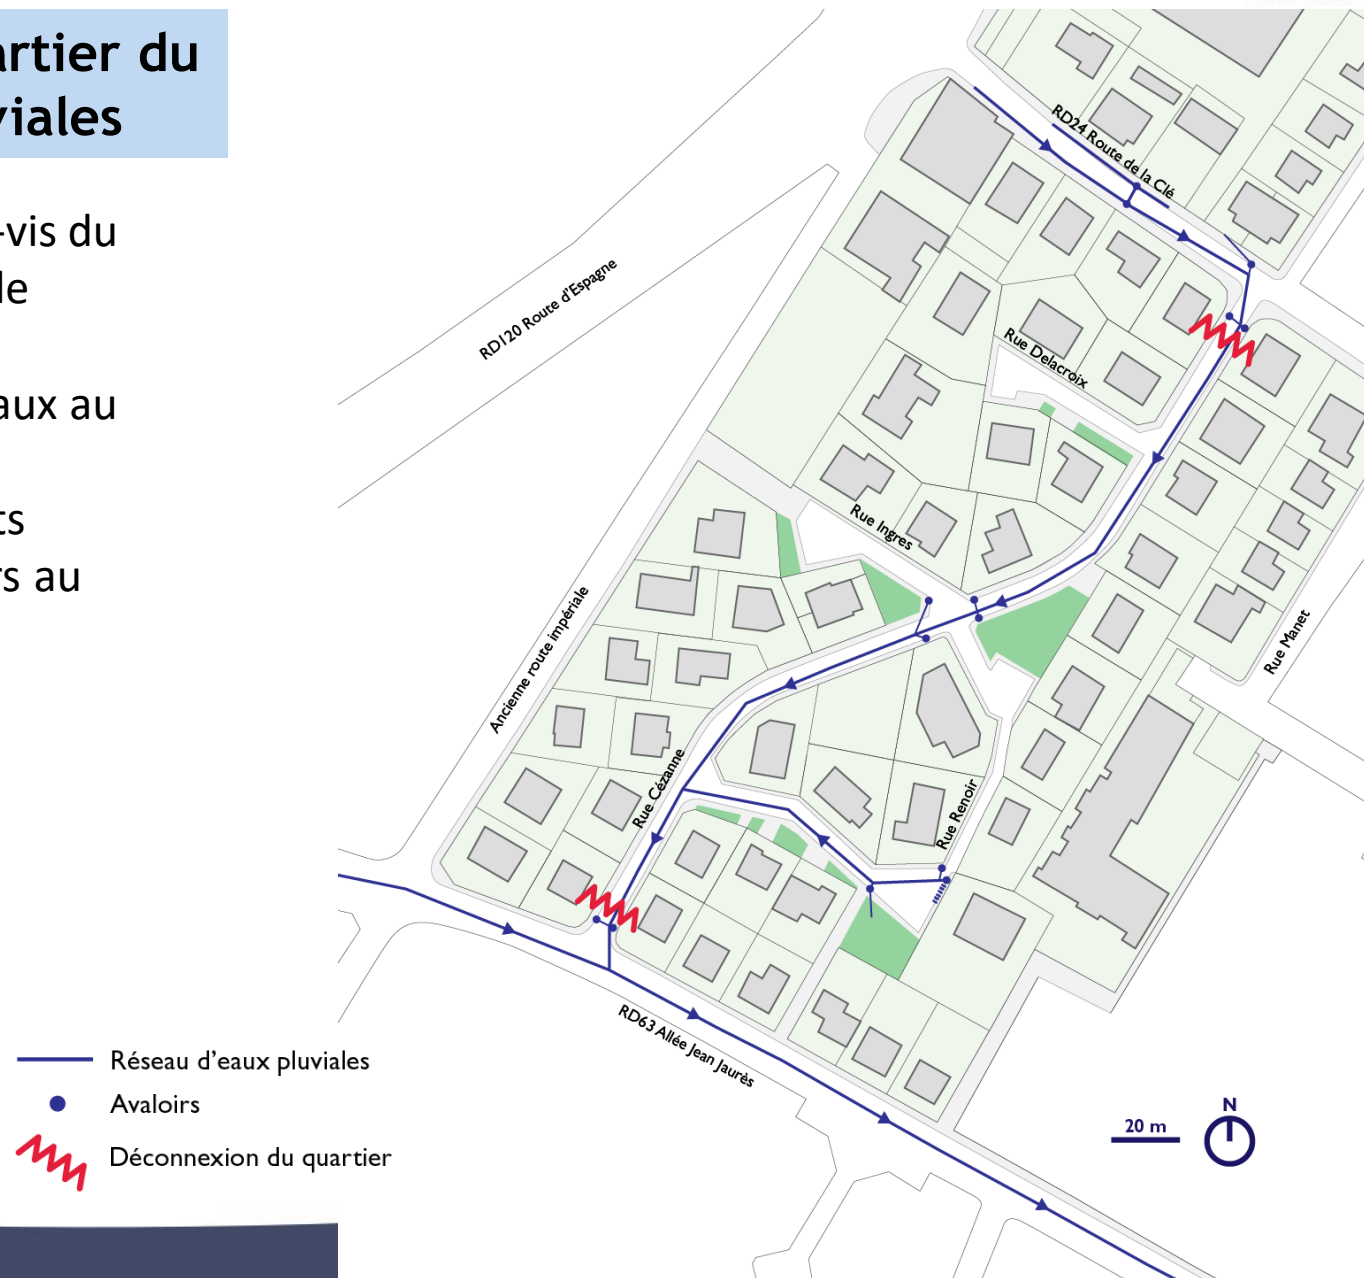 artier du
viales
-vis du
le
aux au
ts
rs au
RD24 Route de la Clé
RD120 Route d'Espagne
Rue Delacroix
Rue Ingres
Ancienne route impériale
Rue Manet
Rue Cézanne
Rue Renoir
RD63 Allée Jean Jaurès
Réseau d'eaux pluviales
Avaloirs
Déconnexion du quartier
20 m
N